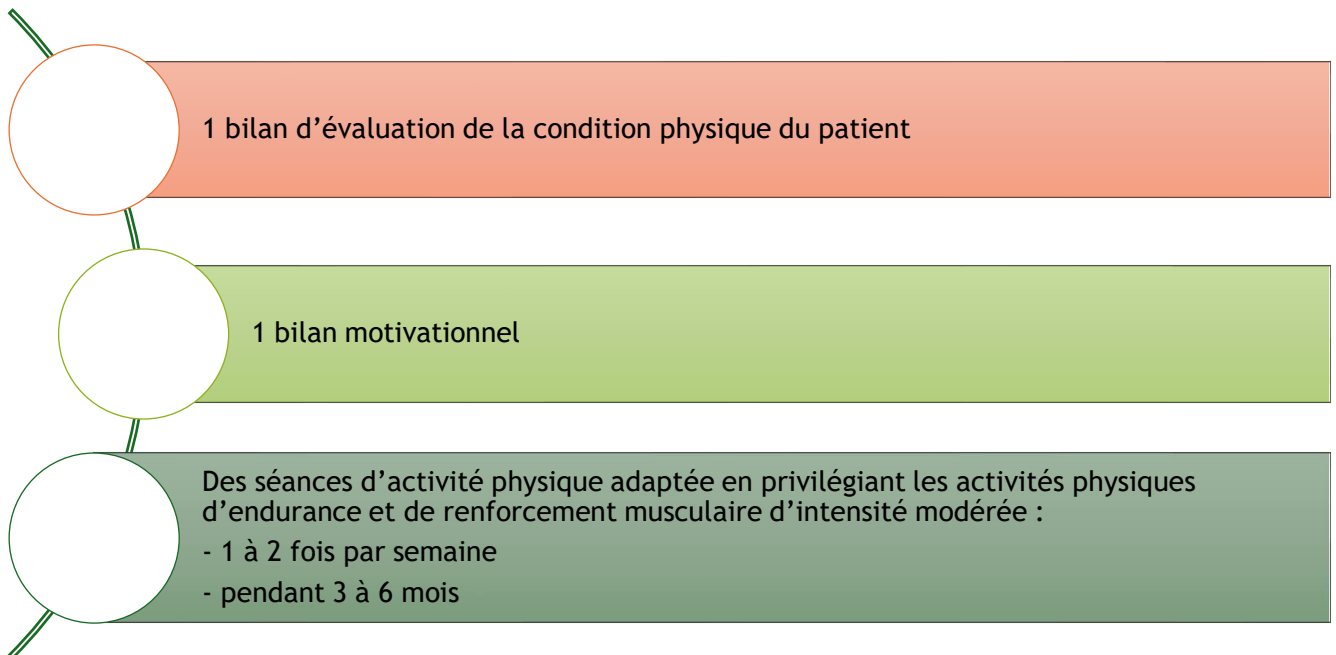 1 bilan d’évaluation de la condition physique du patient
1 bilan motivationnel
Des séances d’activité physique adaptée en privilégiant les activités physiques
d’endurance et de renforcement musculaire d’intensité modérée :
- 1 à 2 fois par semaine
- pendant 3 à 6 mois